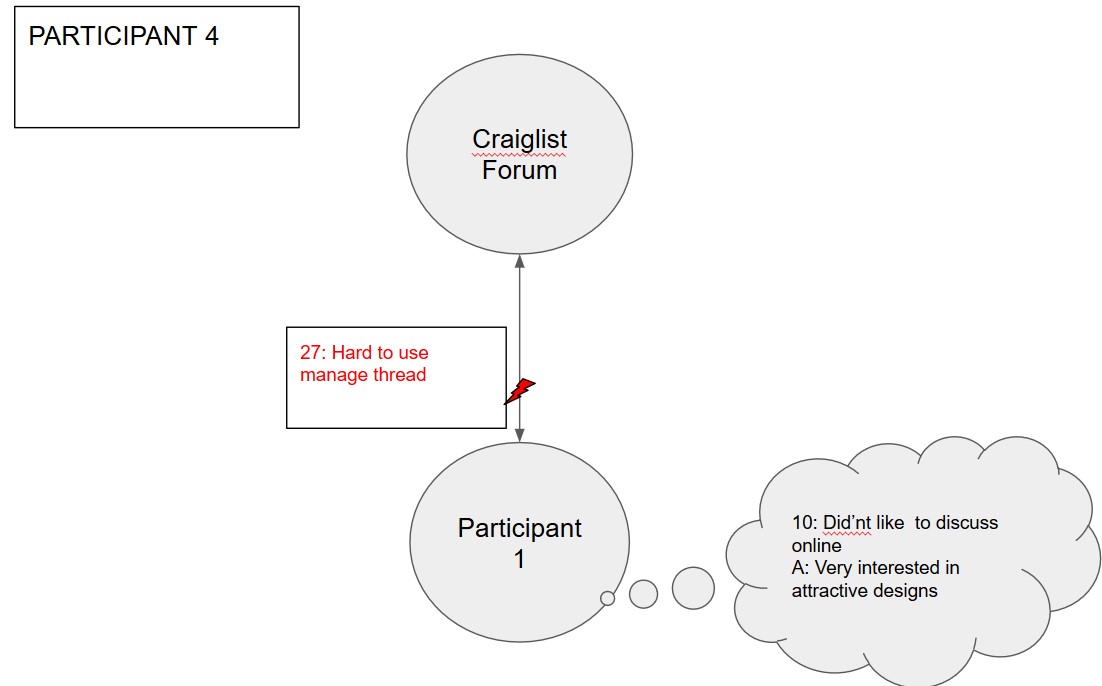 PARTICIPANT 4
Craiglist
Forum
27: Hard to use
manage thread
Participant
1
10: Did’nt like  to discuss
online
A: Very interested in
attractive designs